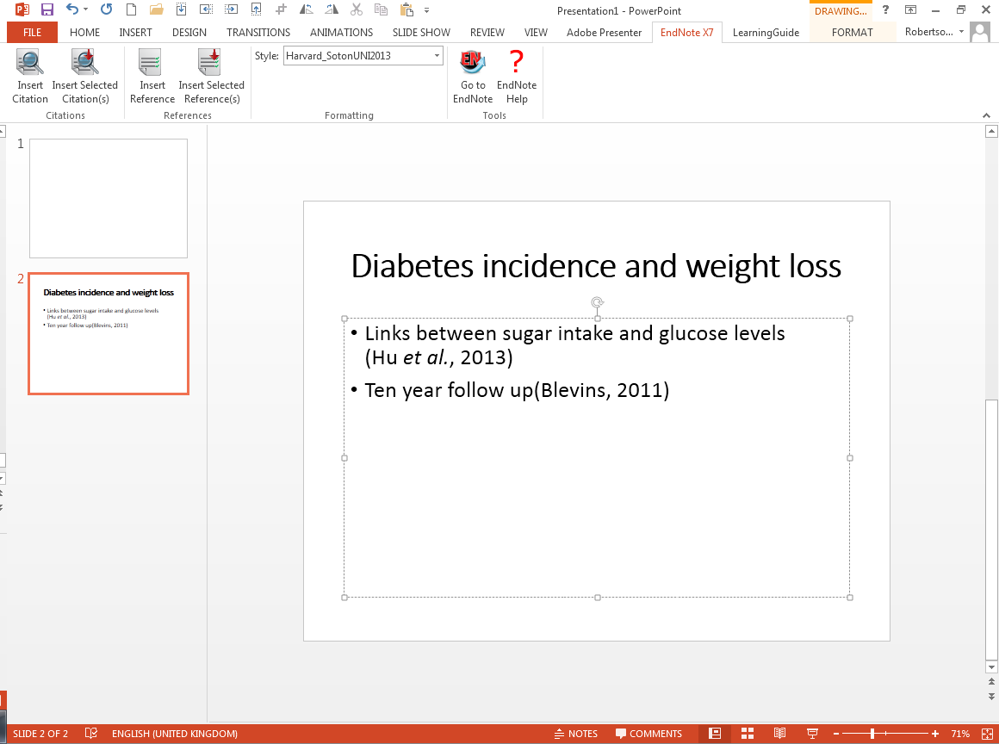 Presentation1 - PowerPoint
DRAWING...
?
FILE HOME INSERT DESIGN TRANSITIONS ANIMATIONS SLIDE SHOW REVIEW VIEW Adobe Presenter EndNote X7 LearningGuide FORMAT Robertso...
Insert Citation
Insert Selected Citation(s)
Citations
Insert Reference
Insert Selected Reference(s)
References
Style: Harvard_SotonUNI2013
Formatting
EN
Go to EndNote
?
EndNote Help
Tools
1
2
Diabetes incidence and weight loss
• Links between sugar intake and glucose levels
(Hu et al., 2013)
• Ten year follow up(Blevins, 2011)
Diabetes incidence and weight loss
• Links between sugar intake and glucose levels
(Hu et al., 2013)
• Ten year follow up(Blevins, 2011)
SLIDE 2 OF 2 ENGLISH (UNITED KINGDOM) NOTES COMMENTS 71%